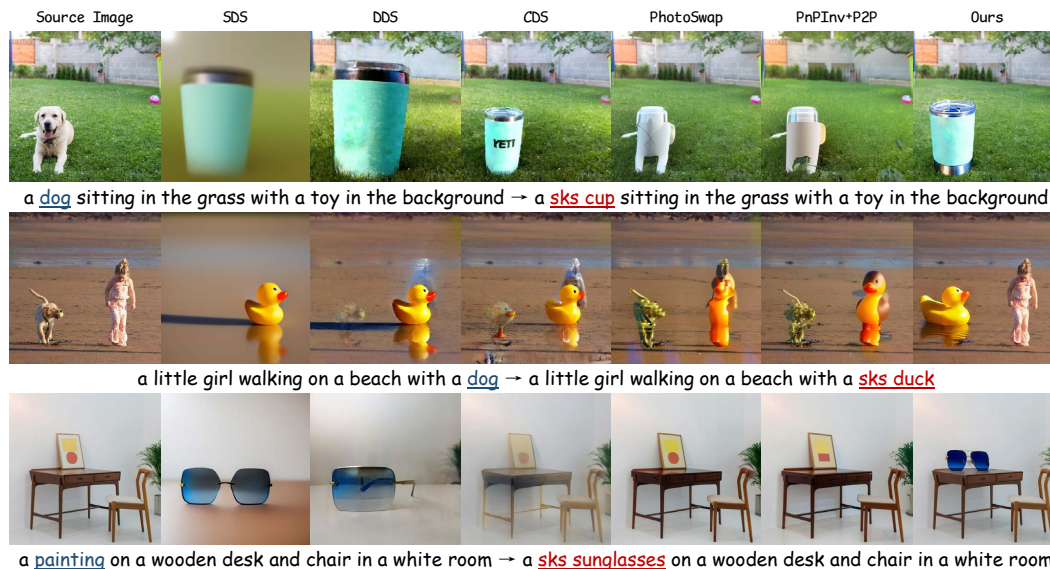 Source Image SDS DDS CDS PhotoSwap PnPInv+P2P Ours
YETI
a dog sitting in the grass with a toy in the background → a sks cup sitting in the grass with a toy in the background
a little girl walking on a beach with a dog → a little girl walking on a beach with a sks duck
a painting on a wooden desk and chair in a white room → a sks sunglasses on a wooden desk and chair in a white room